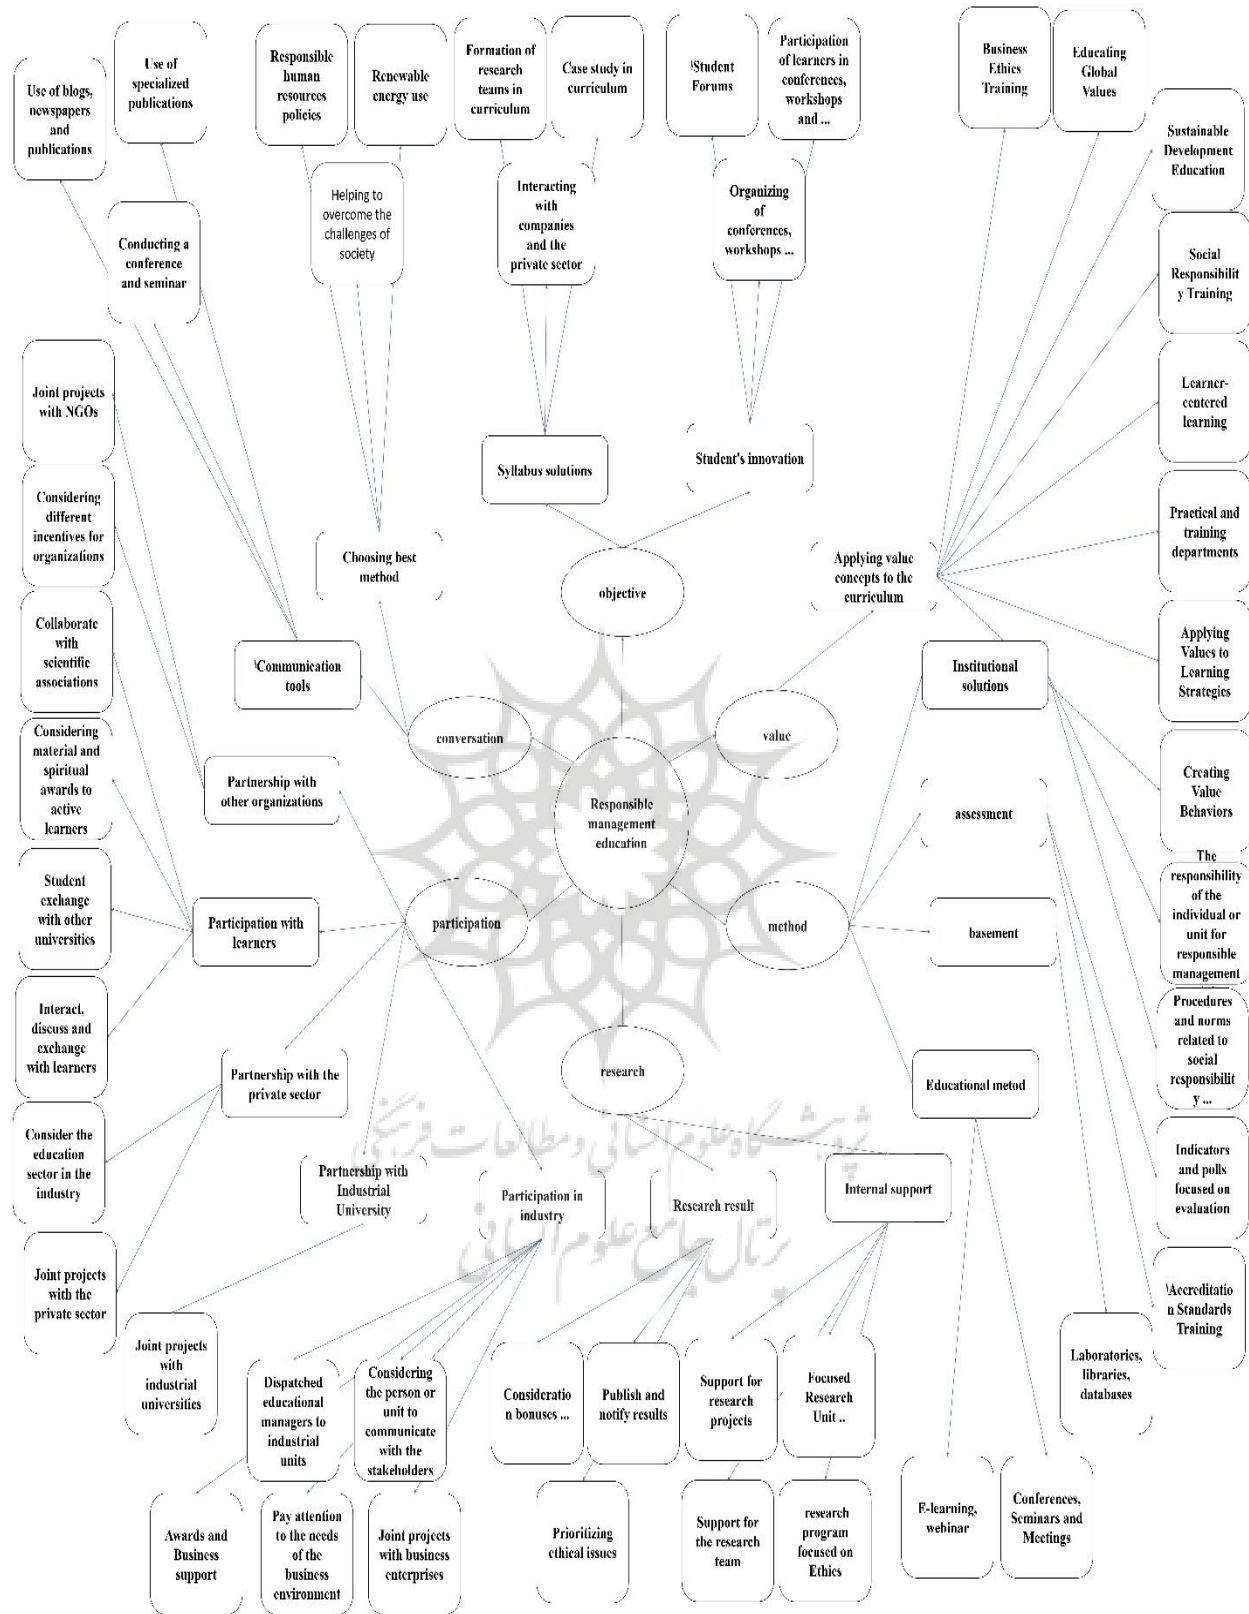 Use of blogs,
newspapers
and
publications
Use of
specialized
publications
Responsible
human
resources
policies
Renewable
energy use
Formation of
research
teams in
curriculum
Case study in
curriculum
\Student
Forums
Participation
of learners in
conferences,
workshops
and ...
Business
Ethics
Training
Educating
Global
Values
Sustainable
Development
Education
Conducting a
conference
and seminar
Helping to
overcome the
challenges of
society
Interacting
with
companies
and the
private sector
Organizing
of
conferences,
workshops ...
Social
Responsibilit
y Training
Joint projects
with NGOs
Learner-
centered
learning
Syllabus solutions
Student's innovation
Considering
different
incentives for
organizations
Choosing best
method
objective
Applying value
concepts to the
curriculum
Practical and
training
departments
Collaborate
with
scientific
associations
\Communication
tools
Institutional
solutions
Applying
Values to
Learning
Strategies
conversation
value
Considering
material and
spiritual
awards to
active
learners
Partnership with
other organizations
Responsible
management
education
assessment
Creating
Value
Behaviors
Student
exchange with
other
universities
Participation with
learners
participation
method
basement
The
responsibility of
the
individual or
unit for
responsible
management
Interact,
discuss and
exchange
with learners
Partnership with the
private sector
research
Educational metod
Procedures
and norms
related to
social
responsibilit
y ...
Consider the
education
sector in the
industry
پژوهشگاه علوم انسانی و مطالعات فرهنگی
Partnership with
Industrial
University
Participation in
industry
Research result
Internal support
Indicators
and polls
focused on
evaluation
پرتال جامع علوم انسانی
Joint projects
with the
private sector
Joint projects
with
industrial
universities
Dispatched
educational
managers to
industrial
units
Considering
the person or
unit to
communicate
with the
stakeholders
Consideratio
n bonuses ...
Publish and
notify results
Support for
research
projects
Focused
Research
Unit ..
Laboratories,
libraries,
databases
\Accreditatio
n Standards
Training
Awards and
Business
support
Pay attention
to the needs
of the
business
environment
Joint projects
with business
enterprises
Prioritizing
ethical issues
Support for
the research
team
research
program
focused on
Ethics
E-learning,
webinar
Conferences,
Seminars and
Meetings